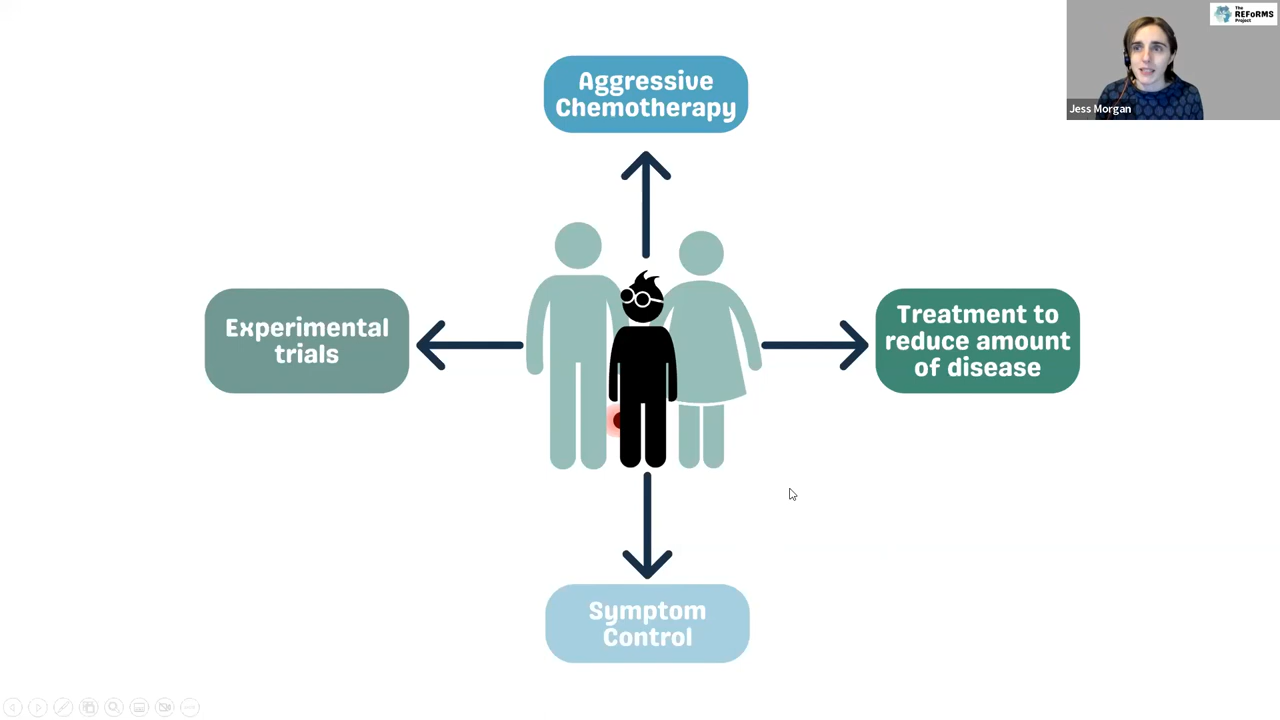 The
REFoRMS
Project
Jess Morgan
Aggressive
Chemotherapy
Experimental
trials
Treatment to
reduce amount
of disease
Symptom
Control